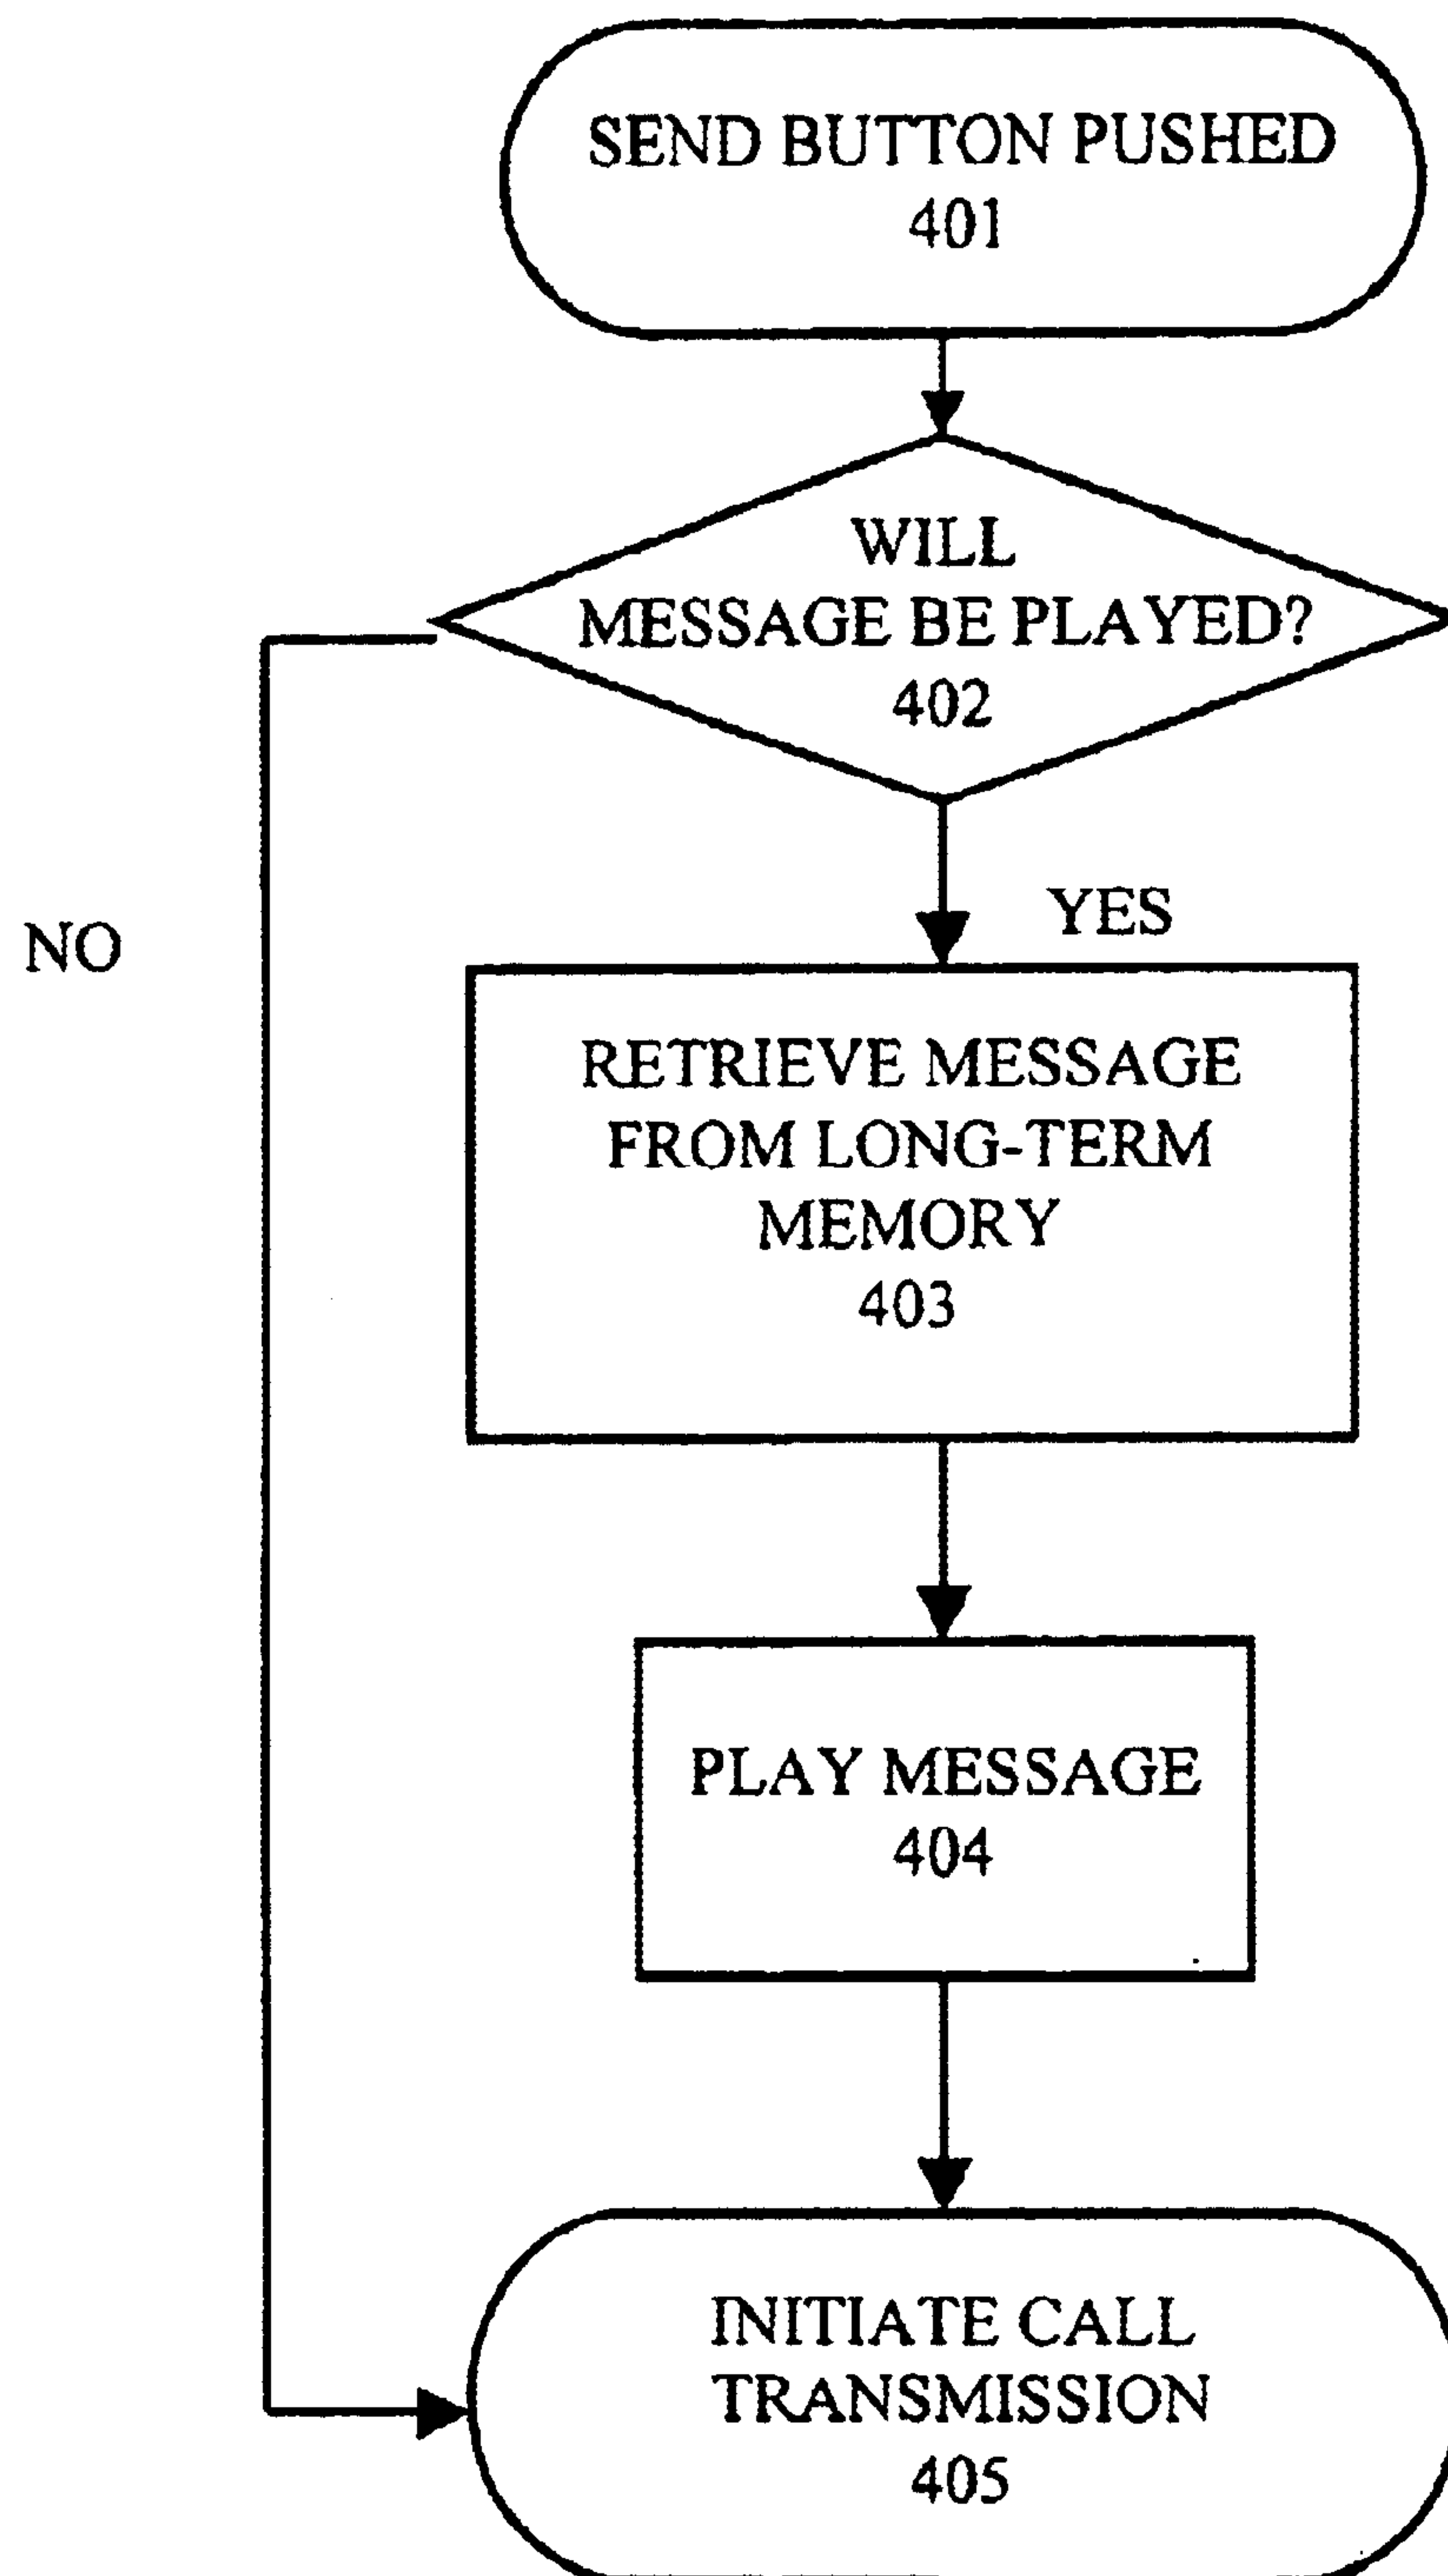 SEND BUTTON PUSHED
401
WILL
MESSAGE BE PLAYED?
402
YES
NO
RETRIEVE MESSAGE
FROM LONG-TERM
MEMORY
403
PLAY MESSAGE
404
INITIATE CALL
TRANSMISSION
405